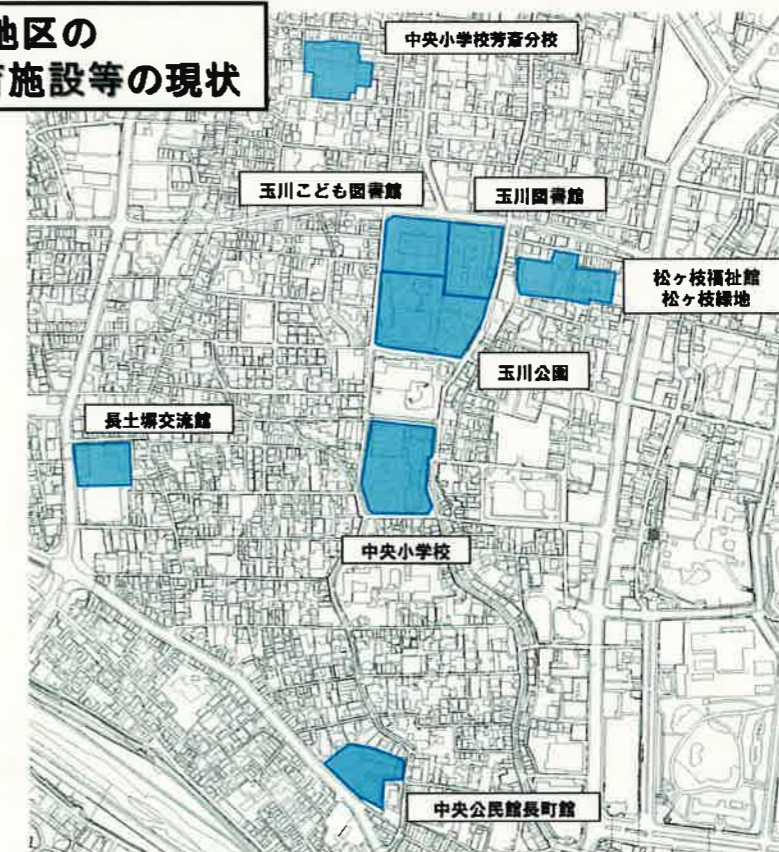 地区の
育施設等の現状
中央小学校芳斎分校
玉川こども図書館
玉川図書館
松ヶ枝福祉館
松ヶ枝緑地
玉川公園
長土塀交流館
中央小学校
中央公民館長町館